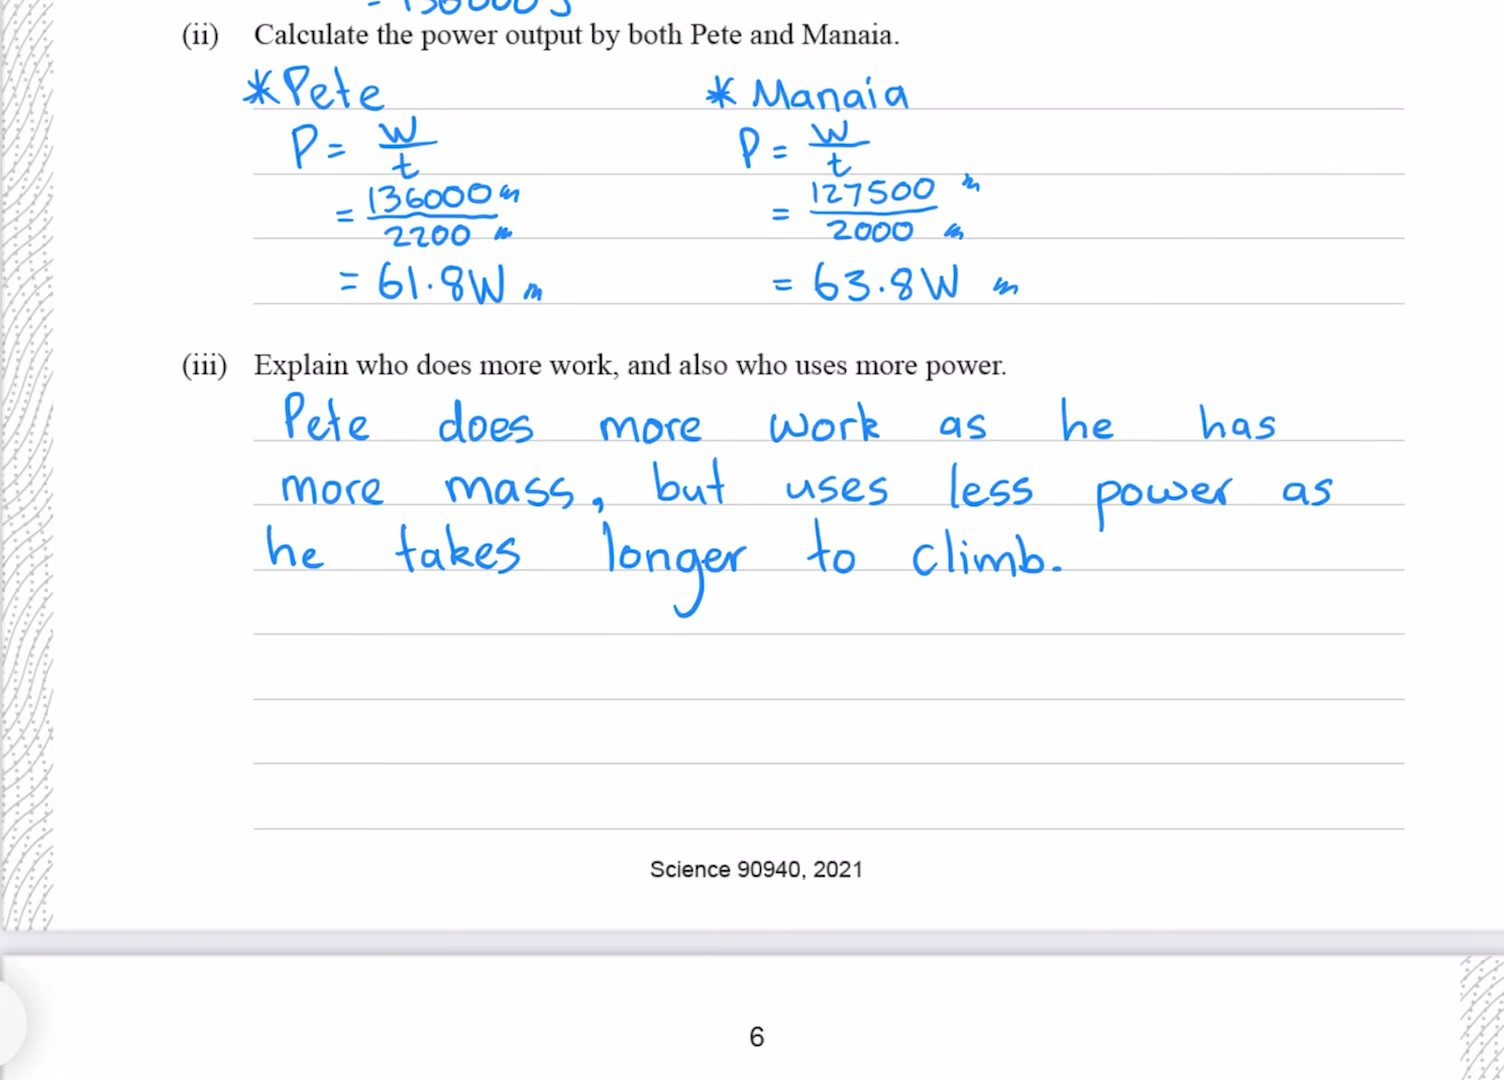 = 136000J
(ii) Calculate the power output by both Pete and Manaia.
*Pete * Manaia
P = W/t P = W/t
= 136000/2200 = 127500/2000
= 61.8W = 63.8W
(iii) Explain who does more work, and also who uses more power.
Pete does more work as he has
more mass, but uses less power as
he takes longer to climb.
Science 90940, 2021
6